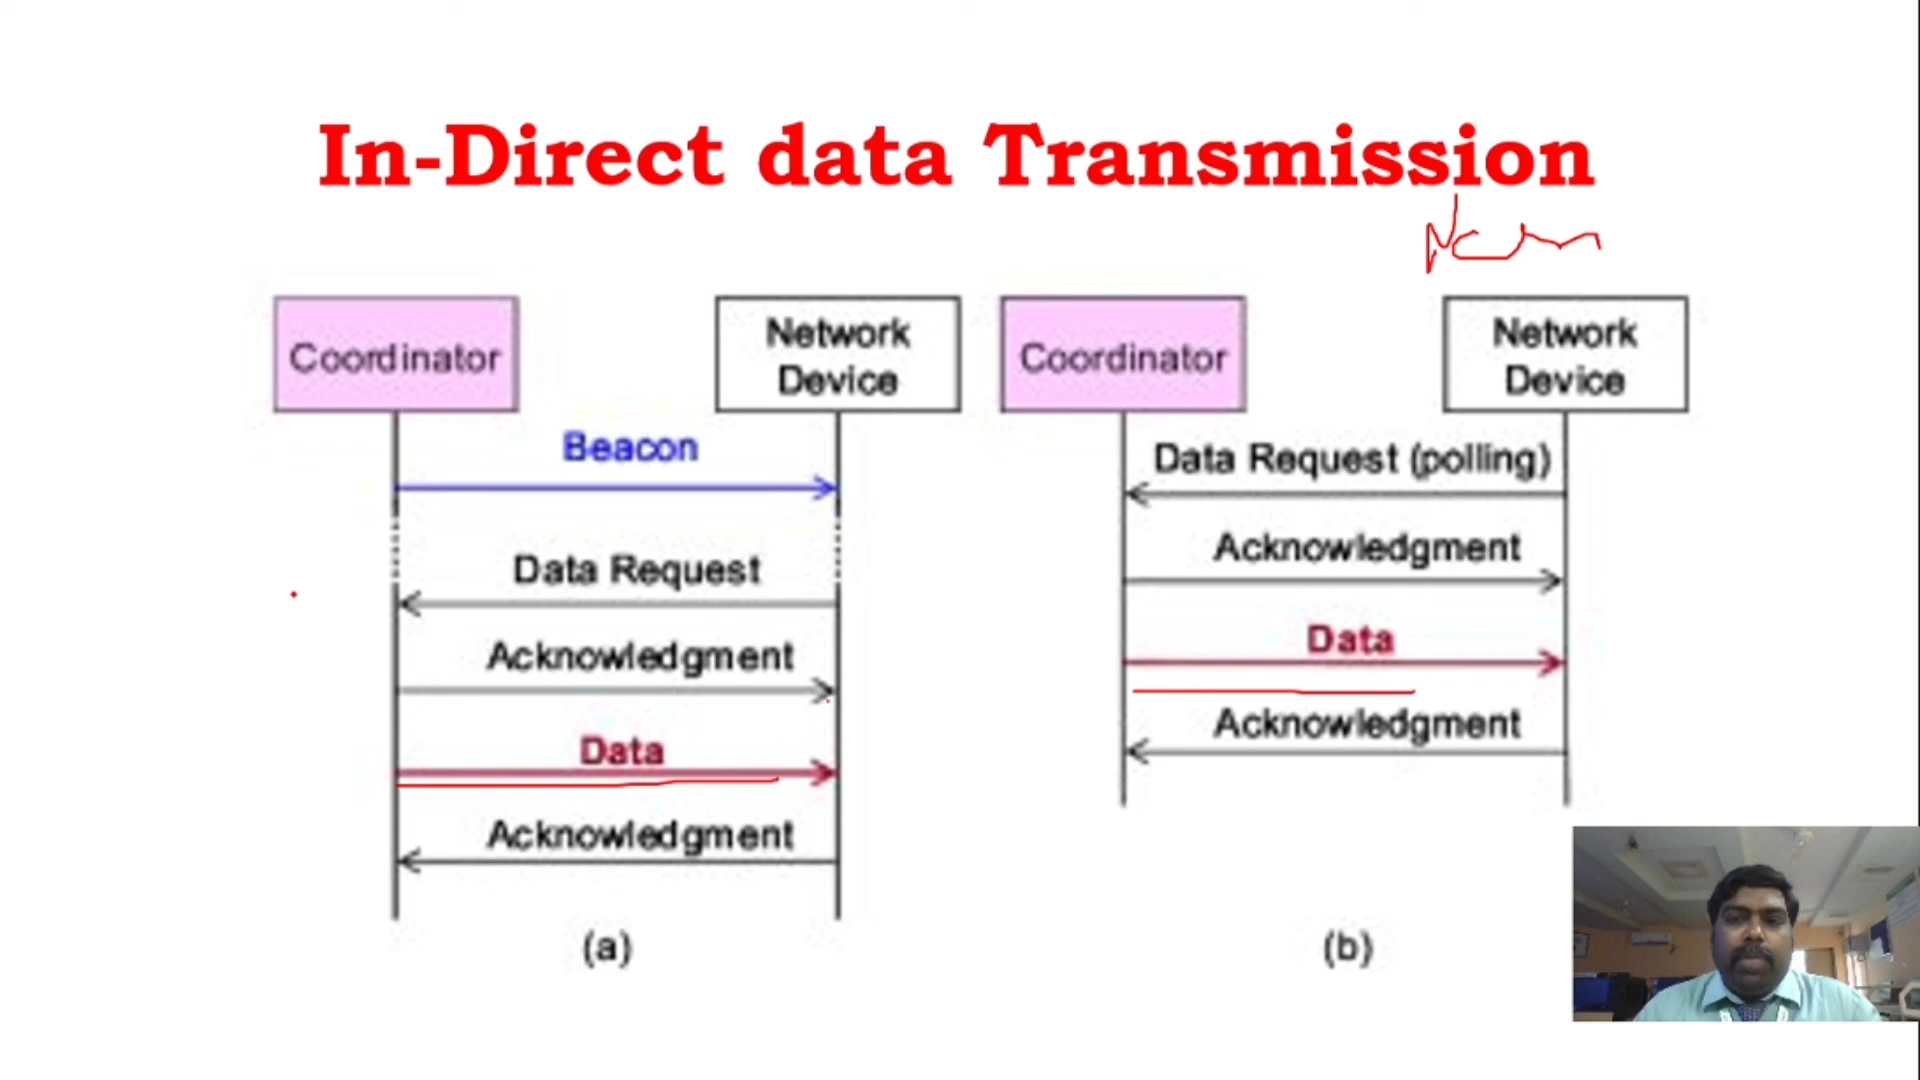 In-Direct data Transmission
Coordinator
Network
Device
Beacon
Data Request
Acknowledgment
Data
Acknowledgment
(a)
Coordinator
Network
Device
Data Request (polling)
Acknowledgment
Data
Acknowledgment
(b)